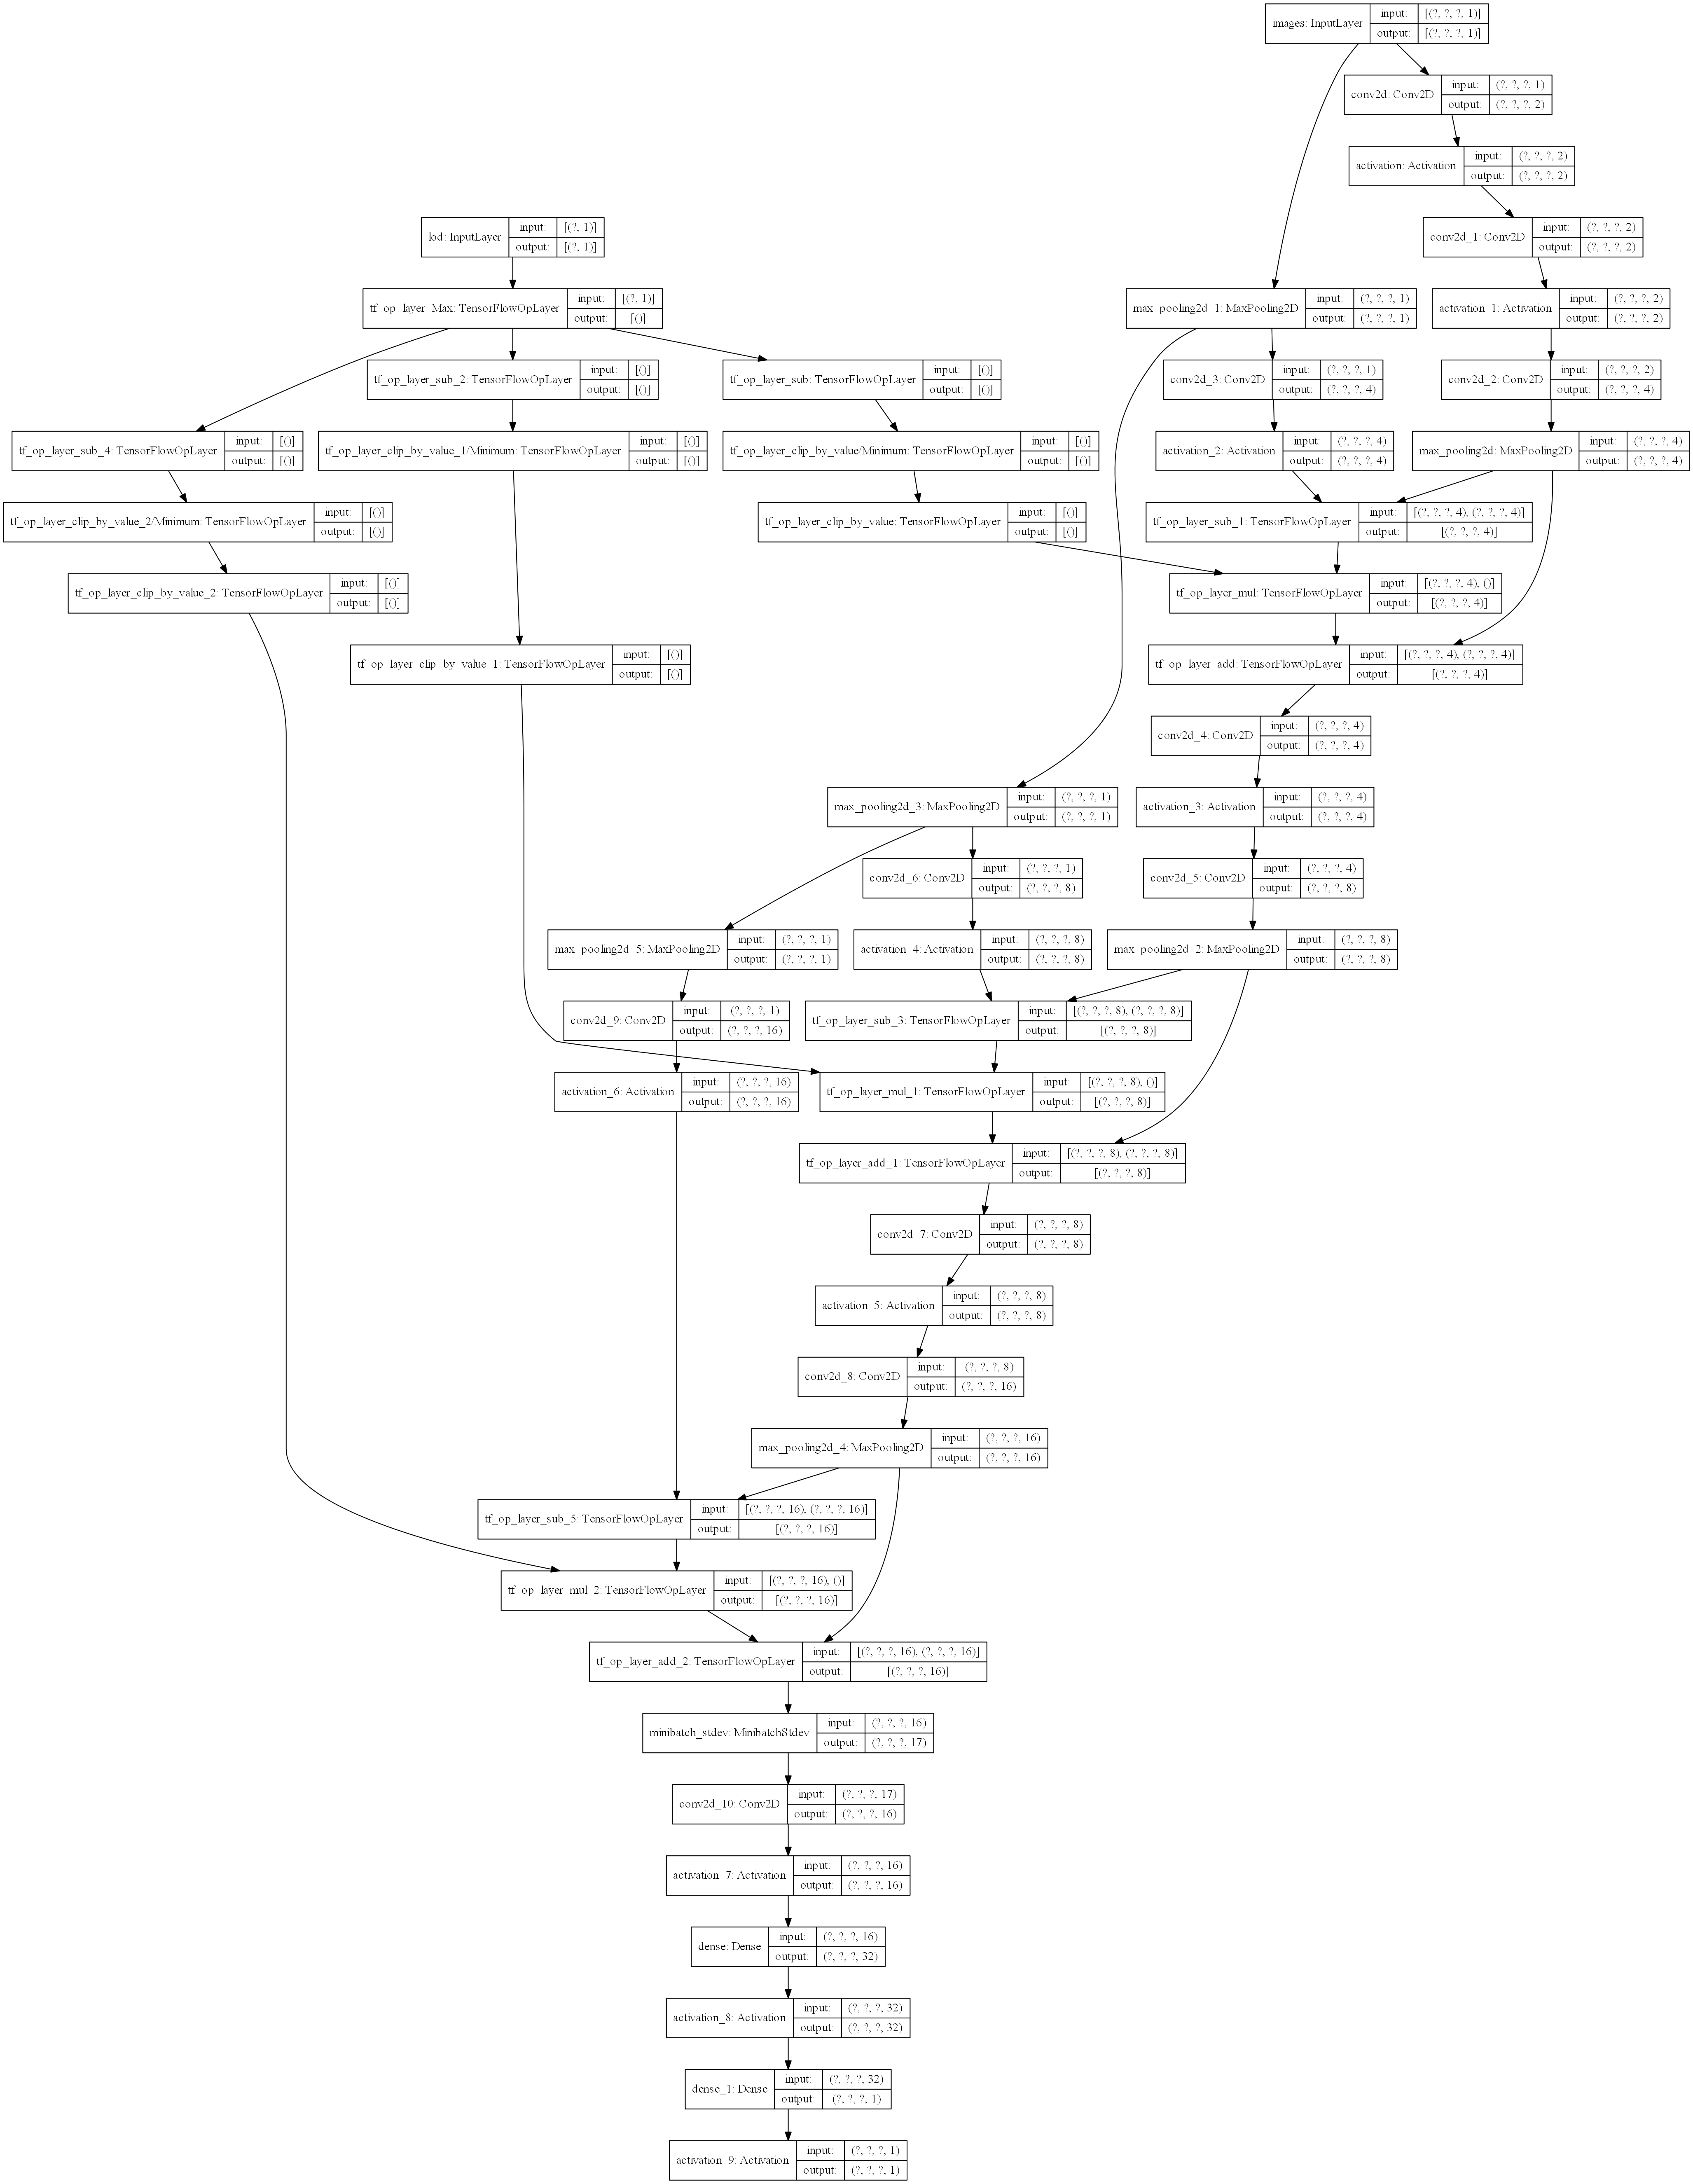 images: InputLayer
input: [(?, ?, ?, 1)]
output: [(?, ?, ?, 1)]
conv2d: Conv2D
input: (?, ?, ?, 1)
output: (?, ?, ?, 2)
activation: Activation
input: (?, ?, ?, 2)
output: (?, ?, ?, 2)
lod: InputLayer
input: [(?, 1)]
output: [(?, 1)]
conv2d_1: Conv2D
input: (?, ?, ?, 2)
output: (?, ?, ?, 2)
tf_op_layer_Max: TensorFlowOpLayer
input: [(?, 1)]
output: [()]
max_pooling2d_1: MaxPooling2D
input: (?, ?, ?, 1)
output: (?, ?, ?, 1)
activation_1: Activation
input: (?, ?, ?, 2)
output: (?, ?, ?, 2)
tf_op_layer_sub_2: TensorFlowOpLayer
input: [()]
output: [()]
tf_op_layer_sub: TensorFlowOpLayer
input: [()]
output: [()]
conv2d_3: Conv2D
input: (?, ?, ?, 1)
output: (?, ?, ?, 4)
conv2d_2: Conv2D
input: (?, ?, ?, 2)
output: (?, ?, ?, 4)
tf_op_layer_sub_4: TensorFlowOpLayer
input: [()]
output: [()]
tf_op_layer_clip_by_value_1/Minimum: TensorFlowOpLayer
input: [()]
output: [()]
tf_op_layer_clip_by_value/Minimum: TensorFlowOpLayer
input: [()]
output: [()]
activation_2: Activation
input: (?, ?, ?, 4)
output: (?, ?, ?, 4)
max_pooling2d: MaxPooling2D
input: (?, ?, ?, 4)
output: (?, ?, ?, 4)
tf_op_layer_clip_by_value_2/Minimum: TensorFlowOpLayer
input: [()]
output: [()]
tf_op_layer_clip_by_value: TensorFlowOpLayer
input: [()]
output: [()]
tf_op_layer_sub_1: TensorFlowOpLayer
input: [(?, ?, ?, 4), (?, ?, ?, 4)]
output: [(?, ?, ?, 4)]
tf_op_layer_clip_by_value_2: TensorFlowOpLayer
input: [()]
output: [()]
tf_op_layer_mul: TensorFlowOpLayer
input: [(?, ?, ?, 4), ()]
output: [(?, ?, ?, 4)]
tf_op_layer_clip_by_value_1: TensorFlowOpLayer
input: [()]
output: [()]
tf_op_layer_add: TensorFlowOpLayer
input: [(?, ?, ?, 4), (?, ?, ?, 4)]
output: [(?, ?, ?, 4)]
conv2d_4: Conv2D
input: (?, ?, ?, 4)
output: (?, ?, ?, 4)
max_pooling2d_3: MaxPooling2D
input: (?, ?, ?, 1)
output: (?, ?, ?, 1)
activation_3: Activation
input: (?, ?, ?, 4)
output: (?, ?, ?, 4)
conv2d_6: Conv2D
input: (?, ?, ?, 1)
output: (?, ?, ?, 8)
conv2d_5: Conv2D
input: (?, ?, ?, 4)
output: (?, ?, ?, 8)
max_pooling2d_5: MaxPooling2D
input: (?, ?, ?, 1)
output: (?, ?, ?, 1)
activation_4: Activation
input: (?, ?, ?, 8)
output: (?, ?, ?, 8)
max_pooling2d_2: MaxPooling2D
input: (?, ?, ?, 8)
output: (?, ?, ?, 8)
conv2d_9: Conv2D
input: (?, ?, ?, 1)
output: (?, ?, ?, 16)
tf_op_layer_sub_3: TensorFlowOpLayer
input: [(?, ?, ?, 8), (?, ?, ?, 8)]
output: [(?, ?, ?, 8)]
activation_6: Activation
input: (?, ?, ?, 16)
output: (?, ?, ?, 16)
tf_op_layer_mul_1: TensorFlowOpLayer
input: [(?, ?, ?, 8), ()]
output: [(?, ?, ?, 8)]
tf_op_layer_add_1: TensorFlowOpLayer
input: [(?, ?, ?, 8), (?, ?, ?, 8)]
output: [(?, ?, ?, 8)]
conv2d_7: Conv2D
input: (?, ?, ?, 8)
output: (?, ?, ?, 8)
activation_5: Activation
input: (?, ?, ?, 8)
output: (?, ?, ?, 8)
conv2d_8: Conv2D
input: (?, ?, ?, 8)
output: (?, ?, ?, 16)
max_pooling2d_4: MaxPooling2D
input: (?, ?, ?, 16)
output: (?, ?, ?, 16)
tf_op_layer_sub_5: TensorFlowOpLayer
input: [(?, ?, ?, 16), (?, ?, ?, 16)]
output: [(?, ?, ?, 16)]
tf_op_layer_mul_2: TensorFlowOpLayer
input: [(?, ?, ?, 16), ()]
output: [(?, ?, ?, 16)]
tf_op_layer_add_2: TensorFlowOpLayer
input: [(?, ?, ?, 16), (?, ?, ?, 16)]
output: [(?, ?, ?, 16)]
minibatch_stdev: MinibatchStdev
input: (?, ?, ?, 16)
output: (?, ?, ?, 17)
conv2d_10: Conv2D
input: (?, ?, ?, 17)
output: (?, ?, ?, 16)
activation_7: Activation
input: (?, ?, ?, 16)
output: (?, ?, ?, 16)
dense: Dense
input: (?, ?, ?, 16)
output: (?, ?, ?, 32)
activation_8: Activation
input: (?, ?, ?, 32)
output: (?, ?, ?, 32)
dense_1: Dense
input: (?, ?, ?, 32)
output: (?, ?, ?, 1)
activation_9: Activation
input: (?, ?, ?, 1)
output: (?, ?, ?, 1)